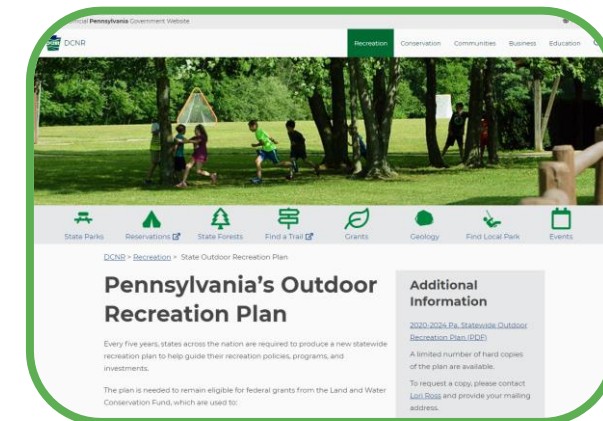 Official Pennsylvania Government Website
DCNR
Recreation
Conservation
Communities
Business
Education
State Parks
Reservations
State Forests
Find a Trail
Grants
Geology
Find Local Park
Events
DCNR > Recreation > State Outdoor Recreation Plan
Pennsylvania's Outdoor
Recreation Plan
Every five years, states across the nation are required to produce a new statewide
recreation plan to help guide their recreation policies, programs, and
investments.
The plan is needed to remain eligible for federal grants from the Land and Water
Conservation Fund, which are used to:
Additional
Information
2020-2024 Pa. Statewide Outdoor
Recreation Plan (PDF)
A limited number of hard copies
of the plan are available.
To request a copy, please contact
Lori Ross and provide your mailing
address.